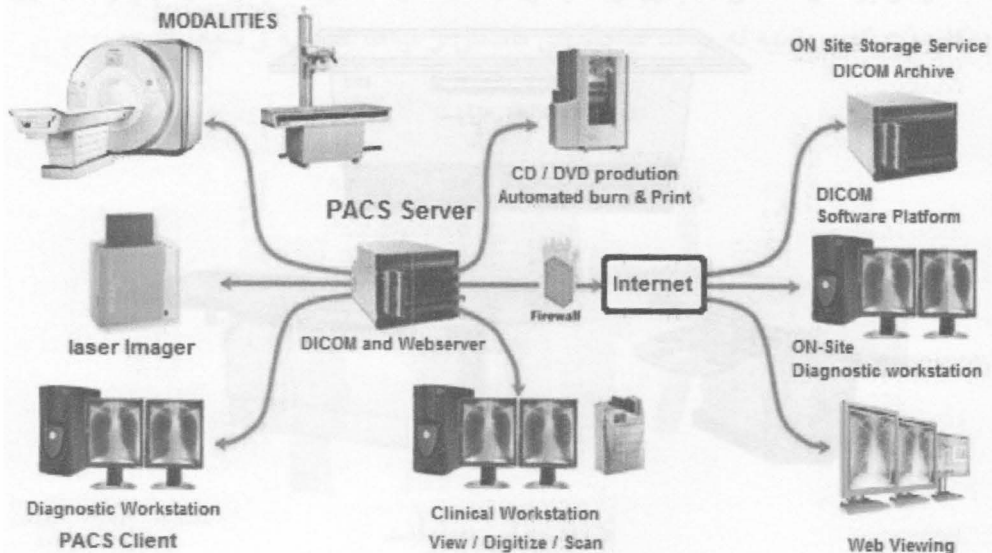 MODALITIES
ON Site Storage Service
DICOM Archive
CD / DVD prodution
Automated burn & Print
PACS Server
DICOM
Software Platform
Internet
Firewall
laser Imager
DICOM and Webserver
ON-Site
Diagnostic workstation
Diagnostic Workstation
PACS Client
Clinical Workstation
View / Digitize / Scan
Web Viewing